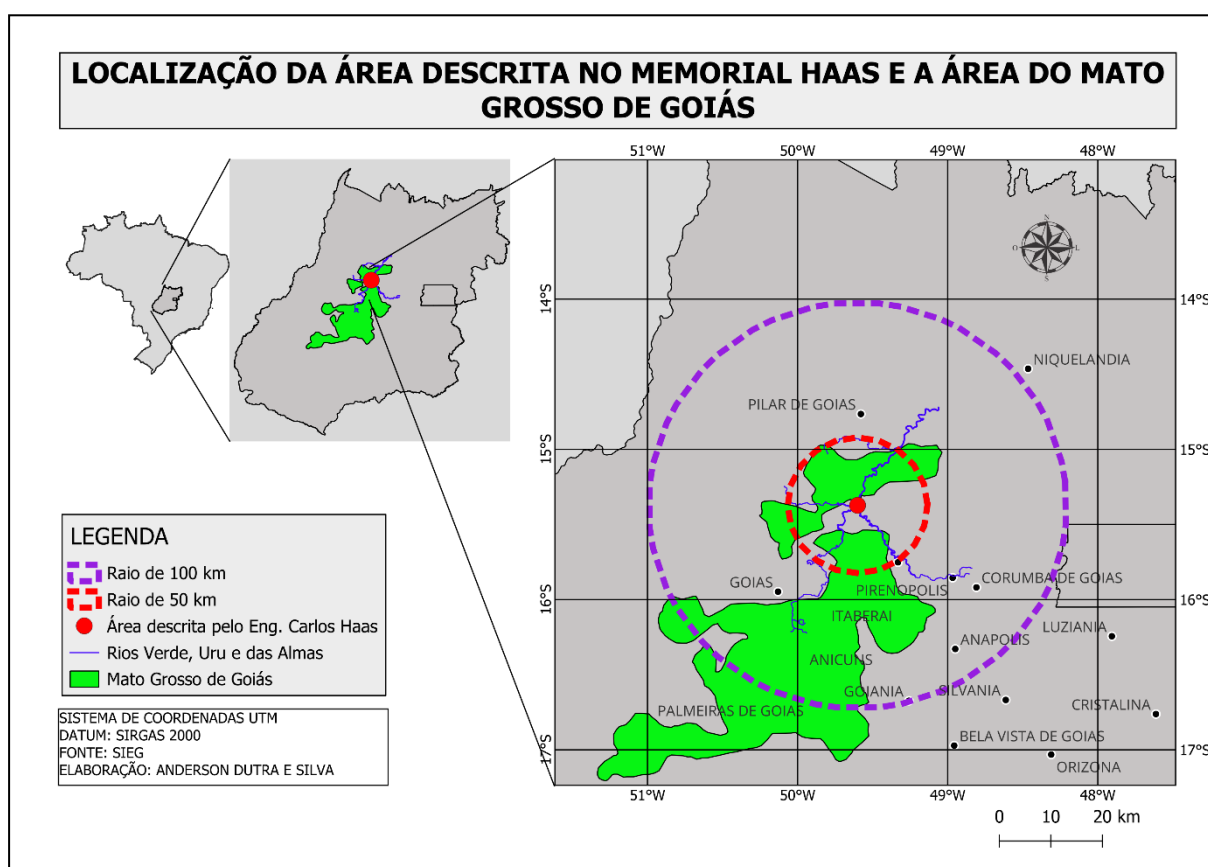 LOCALIZAÇÃO DA ÁREA DESCRITA NO MEMORIAL HAAS E A ÁREA DO MATO
GROSSO DE GOIÁS
51°W 50°W 49°W 48°W
N
O L
S
14°S 14°S
NIQUELANDIA
PILAR DE GOIAS
15°S 15°S
GOIAS
PIRENOPOLIS
CORUMBA DE GOIAS
16°S 16°S
ITABERAI
LUZIANIA
ANAPOLIS
ANICUNS
GOIANIA
SILVANIA
PALMEIRAS DE GOIAS
CRISTALINA
BELA VISTA DE GOIAS
17°S 17°S
ORIZONA
51°W 50°W 49°W 48°W
0 10 20 km
LEGENDA
Raio de 100 km
Raio de 50 km
Área descrita pelo Eng. Carlos Haas
Rios Verde, Uru e das Almas
Mato Grosso de Goiás
SISTEMA DE COORDENADAS UTM
DATUM: SIRGAS 2000
FONTE: SIEG
ELABORAÇÃO: ANDERSON DUTRA E SILVA